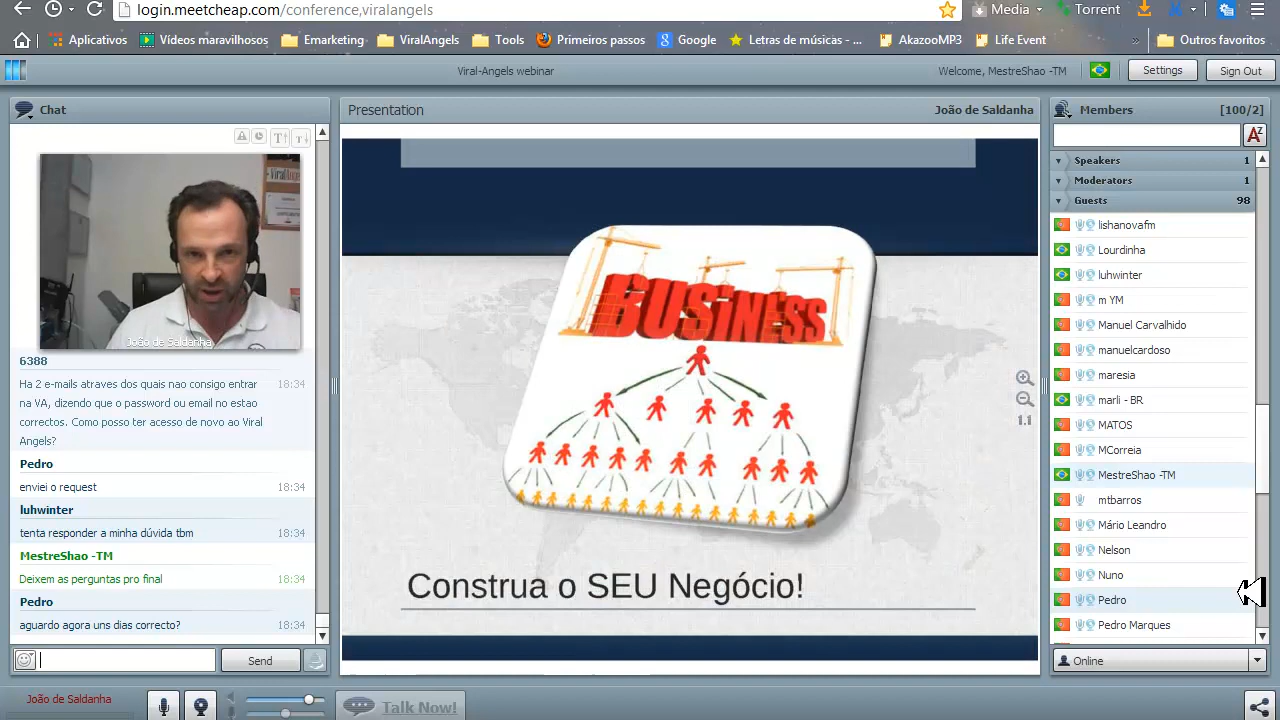 login.meetcheap.com/conference,viralangels
Media
Torrent
Aplicativos
Vídeos maravilhosos
Emarketing
ViralAngels
Tools
Primeiros passos
Google
Letras de músicas - ...
AkazooMP3
Life Event
»
Outros favoritos
Viral-Angels webinar
Welcome, MestreShao -TM
Settings
Sign Out
Chat
João de Saldanha
6388
Ha 2 e-mails atraves dos quais nao consigo entrar 18:34
na VA, dizendo que o password ou email no estao
corretos. Como posso ter acesso de novo ao Viral
Angels?
Pedro
enviei o request 18:34
luhwinter
tenta responder a minha dúvida tbm 18:34
MestreShao -TM
Deixem as perguntas pro final 18:34
Pedro
aguardo agora uns dias correcto? 18:34
Send
João de Saldanha
Talk Now!
Presentation
João de Saldanha
BUSINESS
Construa o SEU Negócio!
1.1
Members [100/2]
AZ
Speakers 1
Moderators 1
Guests 98
lishanovafm
Lourdinha
luhwinter
m YM
Manuel Carvalhido
manuelcardoso
maresia
marli - BR
MATOS
MCorreia
MestreShao -TM
mtbarros
Mário Leandro
Nelson
Nuno
Pedro
Pedro Marques
Online